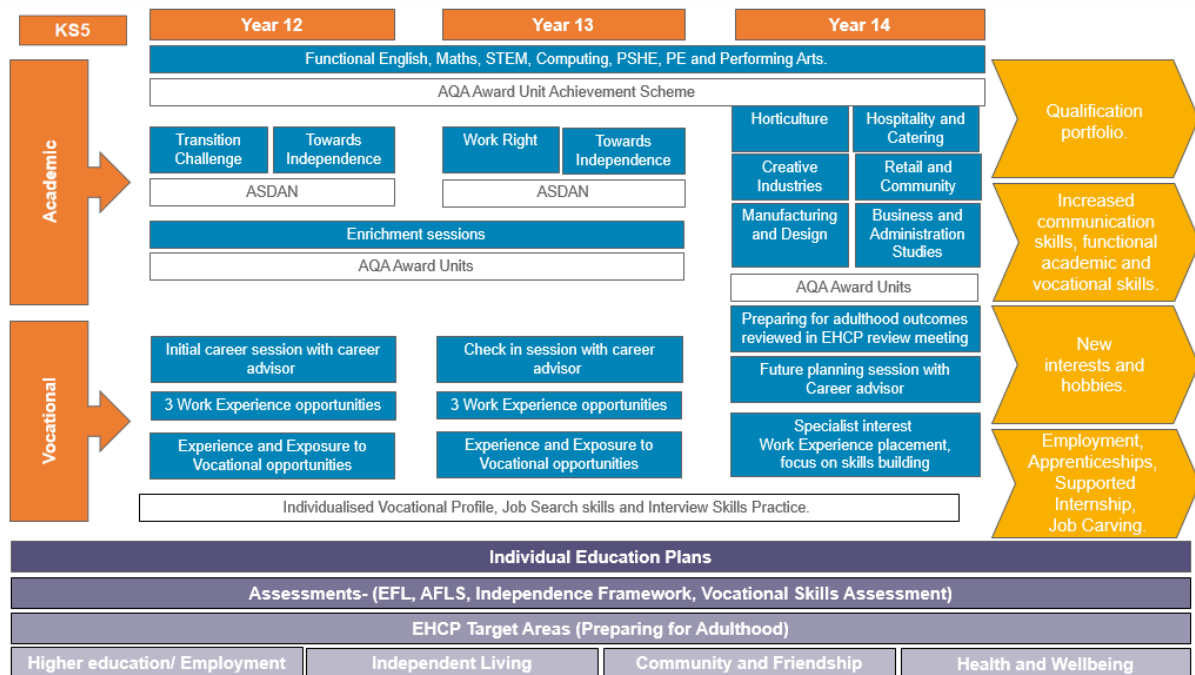 KS5
Year 12
Year 13
Year 14
Academic
Functional English, Maths, STEM, Computing, PSHE, PE and Performing Arts.
AQA Award Unit Achievement Scheme
Transition
Challenge
Towards
Independence
ASDAN
Work Right
Towards
Independence
ASDAN
Enrichment sessions
AQA Award Units
Horticulture
Hospitality and
Catering
Creative
Industries
Retail and
Community
Manufacturing
and Design
Business and
Administration
Studies
AQA Award Units
Vocational
Initial career session with career
advisor
3 Work Experience opportunities
Experience and Exposure to
Vocational opportunities
Check in session with career
advisor
3 Work Experience opportunities
Experience and Exposure to
Vocational opportunities
Preparing for adulthood outcomes
reviewed in EHCP review meeting
Future planning session with
Career advisor
Specialist interest
Work Experience placement,
focus on skills building
Individualised Vocational Profile, Job Search skills and Interview Skills Practice.
Qualification
portfolio.
Increased
communication
skills, functional
academic and
vocational skills.
New
interests and
hobbies.
Employment,
Apprenticeships,
Supported
Internship,
Job Carving.
Individual Education Plans
Assessments- (EFL, AFLS, Independence Framework, Vocational Skills Assessment)
EHCP Target Areas (Preparing for Adulthood)
Higher education/ Employment
Independent Living
Community and Friendship
Health and Wellbeing